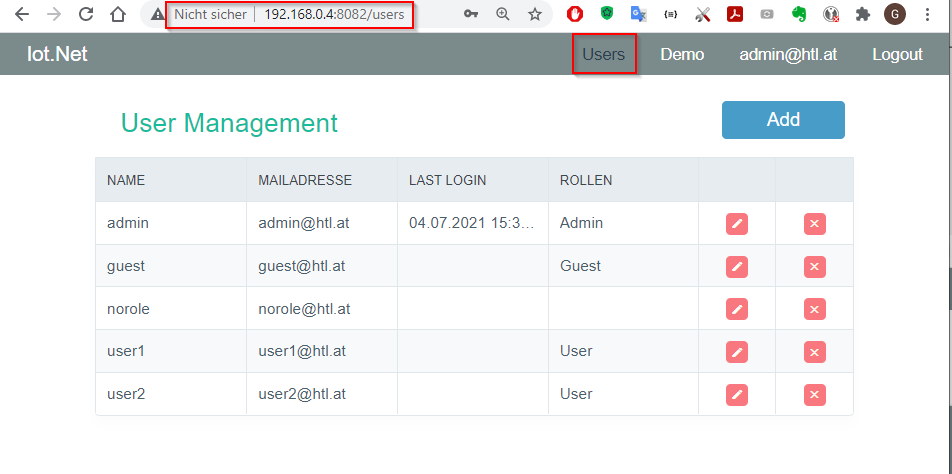 Nicht sicher 192.168.0.4:8082/users
G
Iot.Net Users Demo admin@htl.at Logout
User Management Add
NAME MAILADRESSE LAST LOGIN ROLLEN
admin admin@htl.at 04.07.2021 15:3... Admin
guest guest@htl.at Guest
norole norole@htl.at
user1 user1@htl.at User
user2 user2@htl.at User